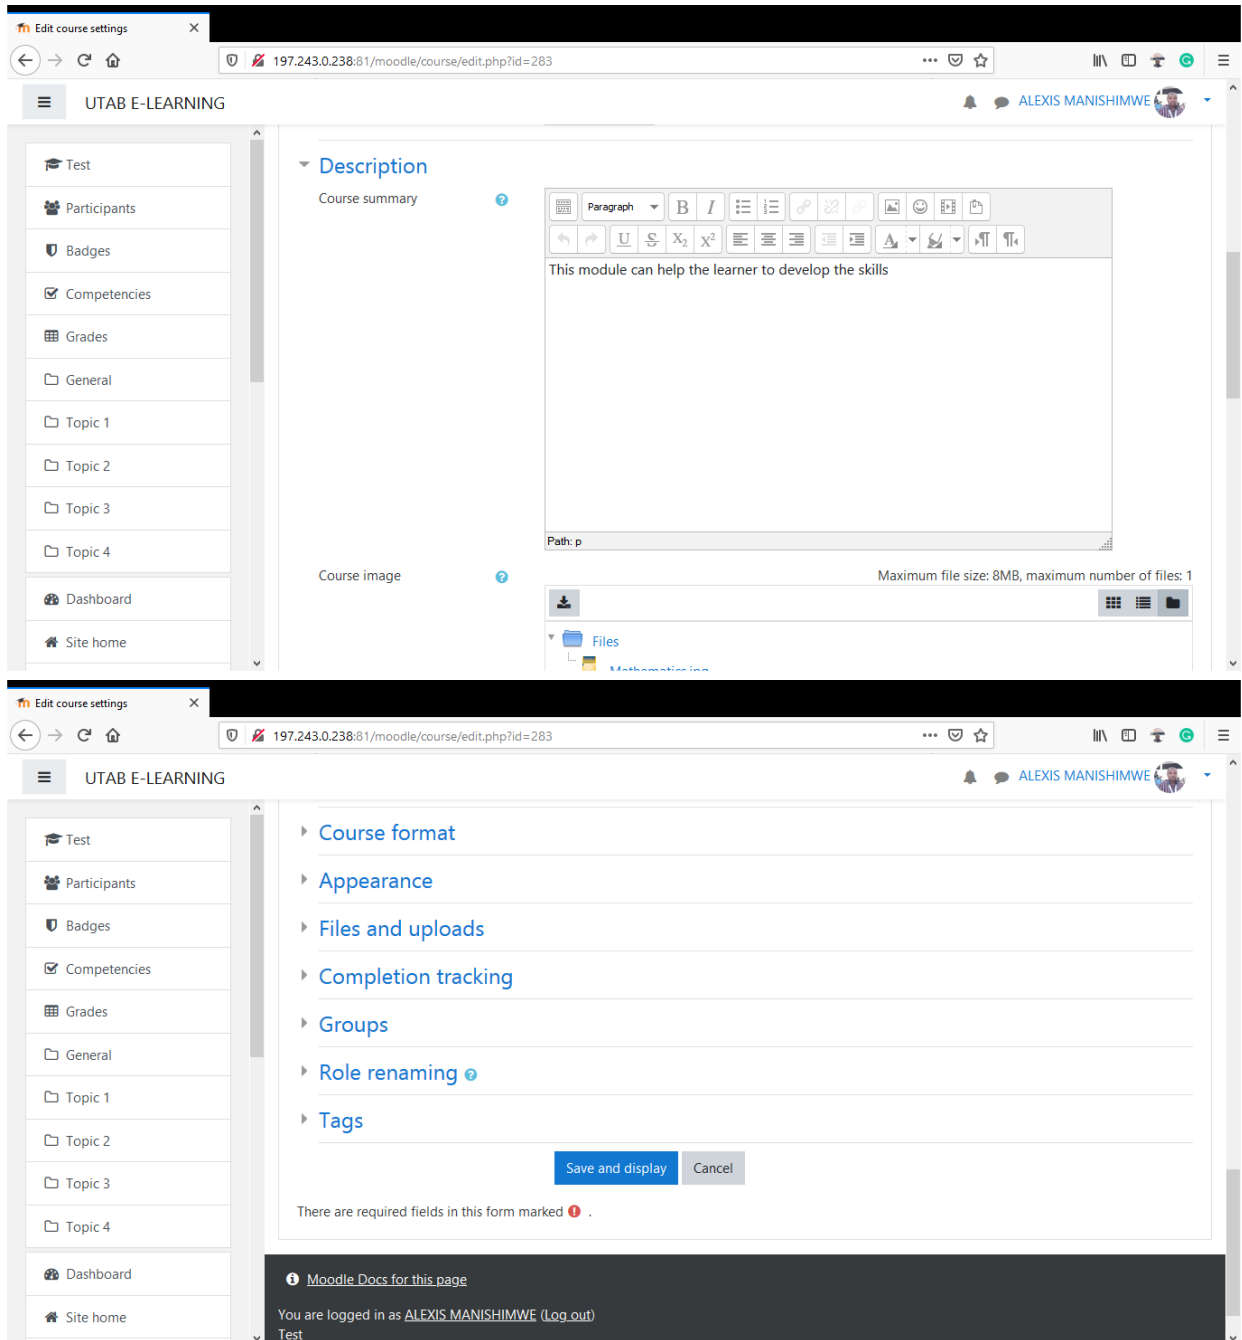 Edit course settings
197.243.0.238:81/moodle/course/edit.php?id=283
UTAB E-LEARNING
ALEXIS MANISHIMWE
Test
Participants
Badges
Competencies
Grades
General
Topic 1
Topic 2
Topic 3
Topic 4
Dashboard
Site home
Description
Course summary
Paragraph
B I
U S X₂ X²
A
This module can help the learner to develop the skills
Path: p
Course image
Maximum file size: 8MB, maximum number of files: 1
Files
Mathematics.jpg
Edit course settings
197.243.0.238:81/moodle/course/edit.php?id=283
UTAB E-LEARNING
ALEXIS MANISHIMWE
Test
Participants
Badges
Competencies
Grades
General
Topic 1
Topic 2
Topic 3
Topic 4
Dashboard
Site home
Course format
Appearance
Files and uploads
Completion tracking
Groups
Role renaming
Tags
Save and display
Cancel
There are required fields in this form marked .
Moodle Docs for this page
You are logged in as ALEXIS MANISHIMWE (Log out)
Test